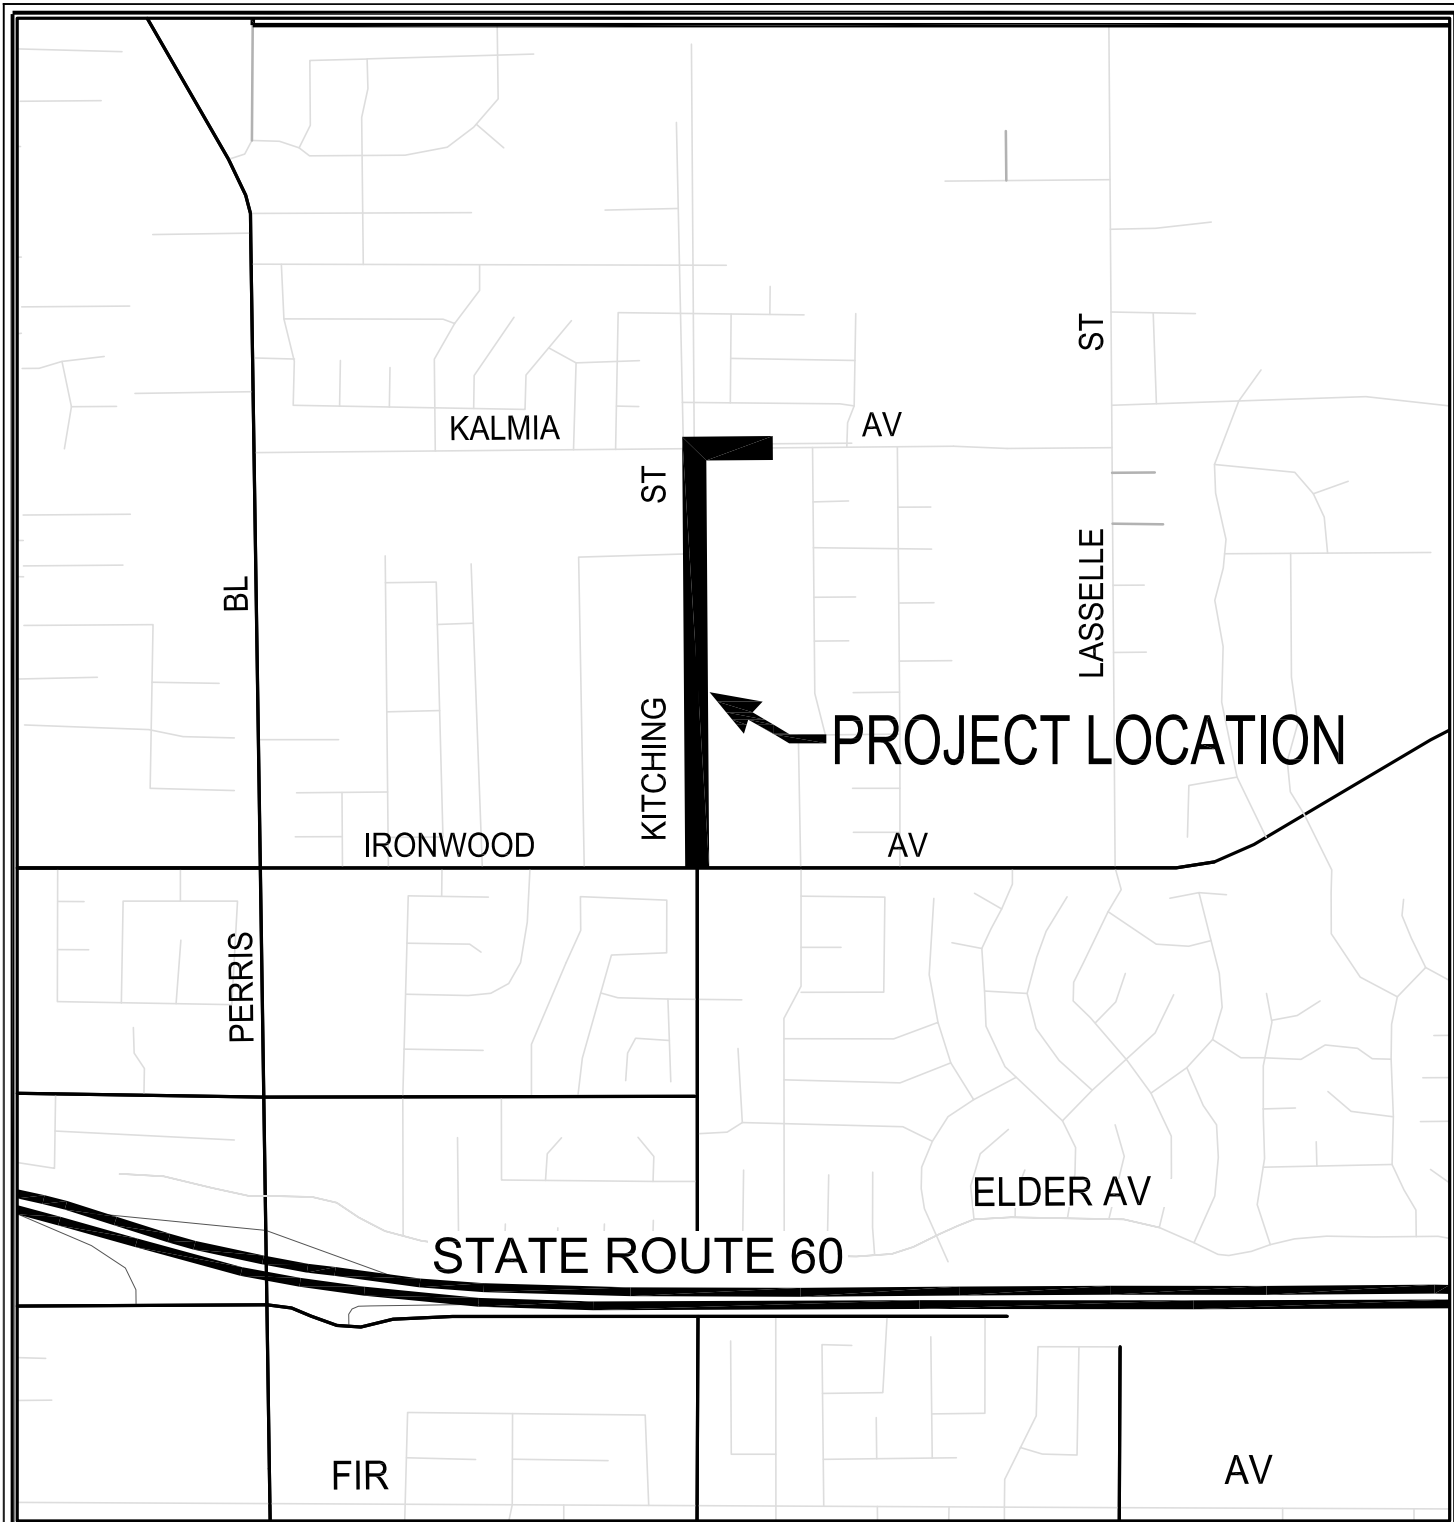 ST
KALMIA
AV
ST
LASSELLE
BL
KITCHING
PROJECT LOCATION
IRONWOOD
AV
PERRIS
ELDER AV
STATE ROUTE 60
FIR
AV